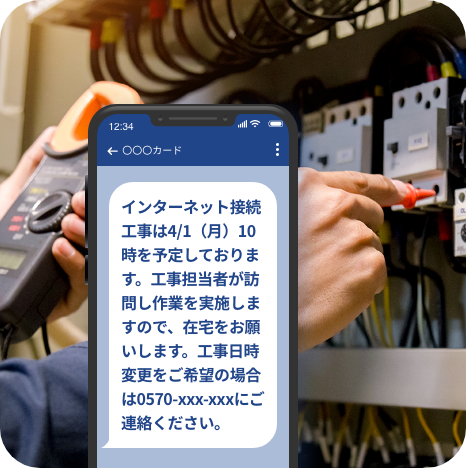 12:34
← 〇〇〇カード
インターネット接続
工事は4/1（月）10
時を予定しておりま
す。工事担当者が訪
問し作業を実施しま
すので、在宅をお願
いします。工事日時
変更をご希望の場合
は0570-xxx-xxxにご
連絡ください。